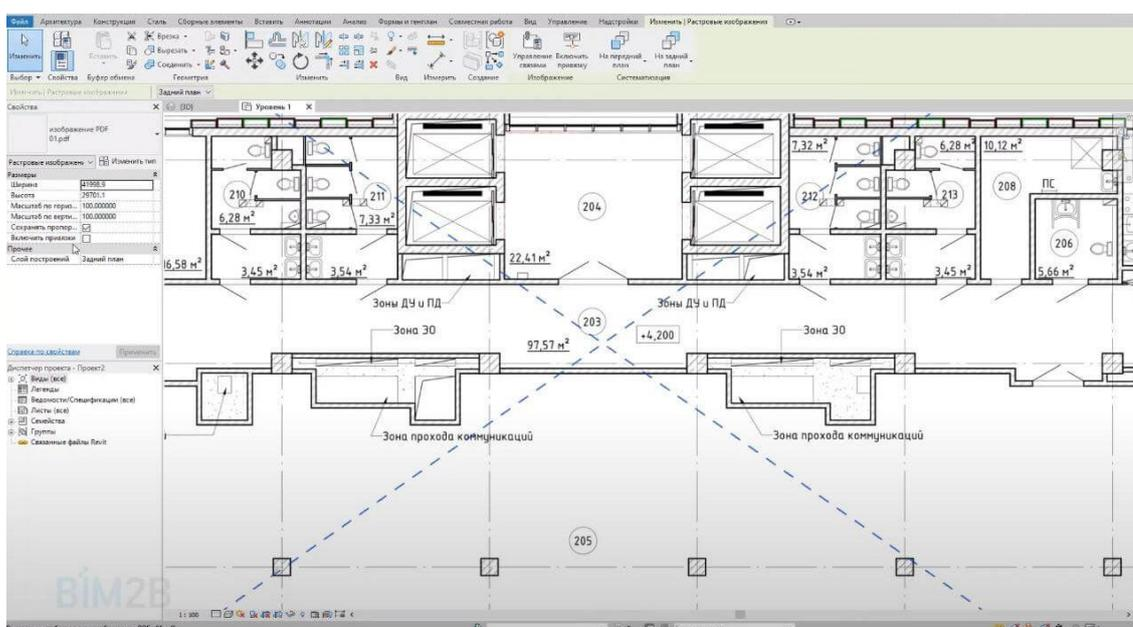 Файл Архитектура Конструкция Сталь Сборные элементы Вставить Аннотации Анализ Формы и генплан Совместная работа Вид Управление Надстройки Изменить | Растровые изображения
Изменить Вставить Врезка Вырезать Соединить Управление связями Включить привязку На передний план На задний план
Выбор Свойства Буфер обмена Геометрия Изменить Вид Измерить Создание Изображение Систематизация
Изменить | Растровые изображения Задний план
Свойства
(3D) Уровень 1
изображение PDF
01.pdf
Растровые изображен Изменить тип
Размеры
Ширина 41998.9
Высота 29701.1
Масштаб по гориз... 100.000000
Масштаб по верти... 100.000000
Сохранять пропор...
Включить привязки
Прочее
Слой построений Задний план
Справка по свойствам Применить
Диспетчер проекта - Проект2
Виды (все)
Легенды
Ведомости/Спецификации (все)
Листы (все)
Семейства
Группы
Связанные файлы Revit
7,32 м² 6,28 м² 10,12 м²
210 211 204 212 213 208 ПС
6,28 м² 7,33 м²
206
22,41 м²
16,58 м² 3,45 м² 3,54 м² 3,54 м² 3,45 м² 5,66 м²
Зоны ДУ и ПД Зоны ДУ и ПД
Зона ЗО 203 +4,200 Зона ЗО
97,57 м²
Зона прохода коммуникаций Зона прохода коммуникаций
205
BIM2B
1 : 100